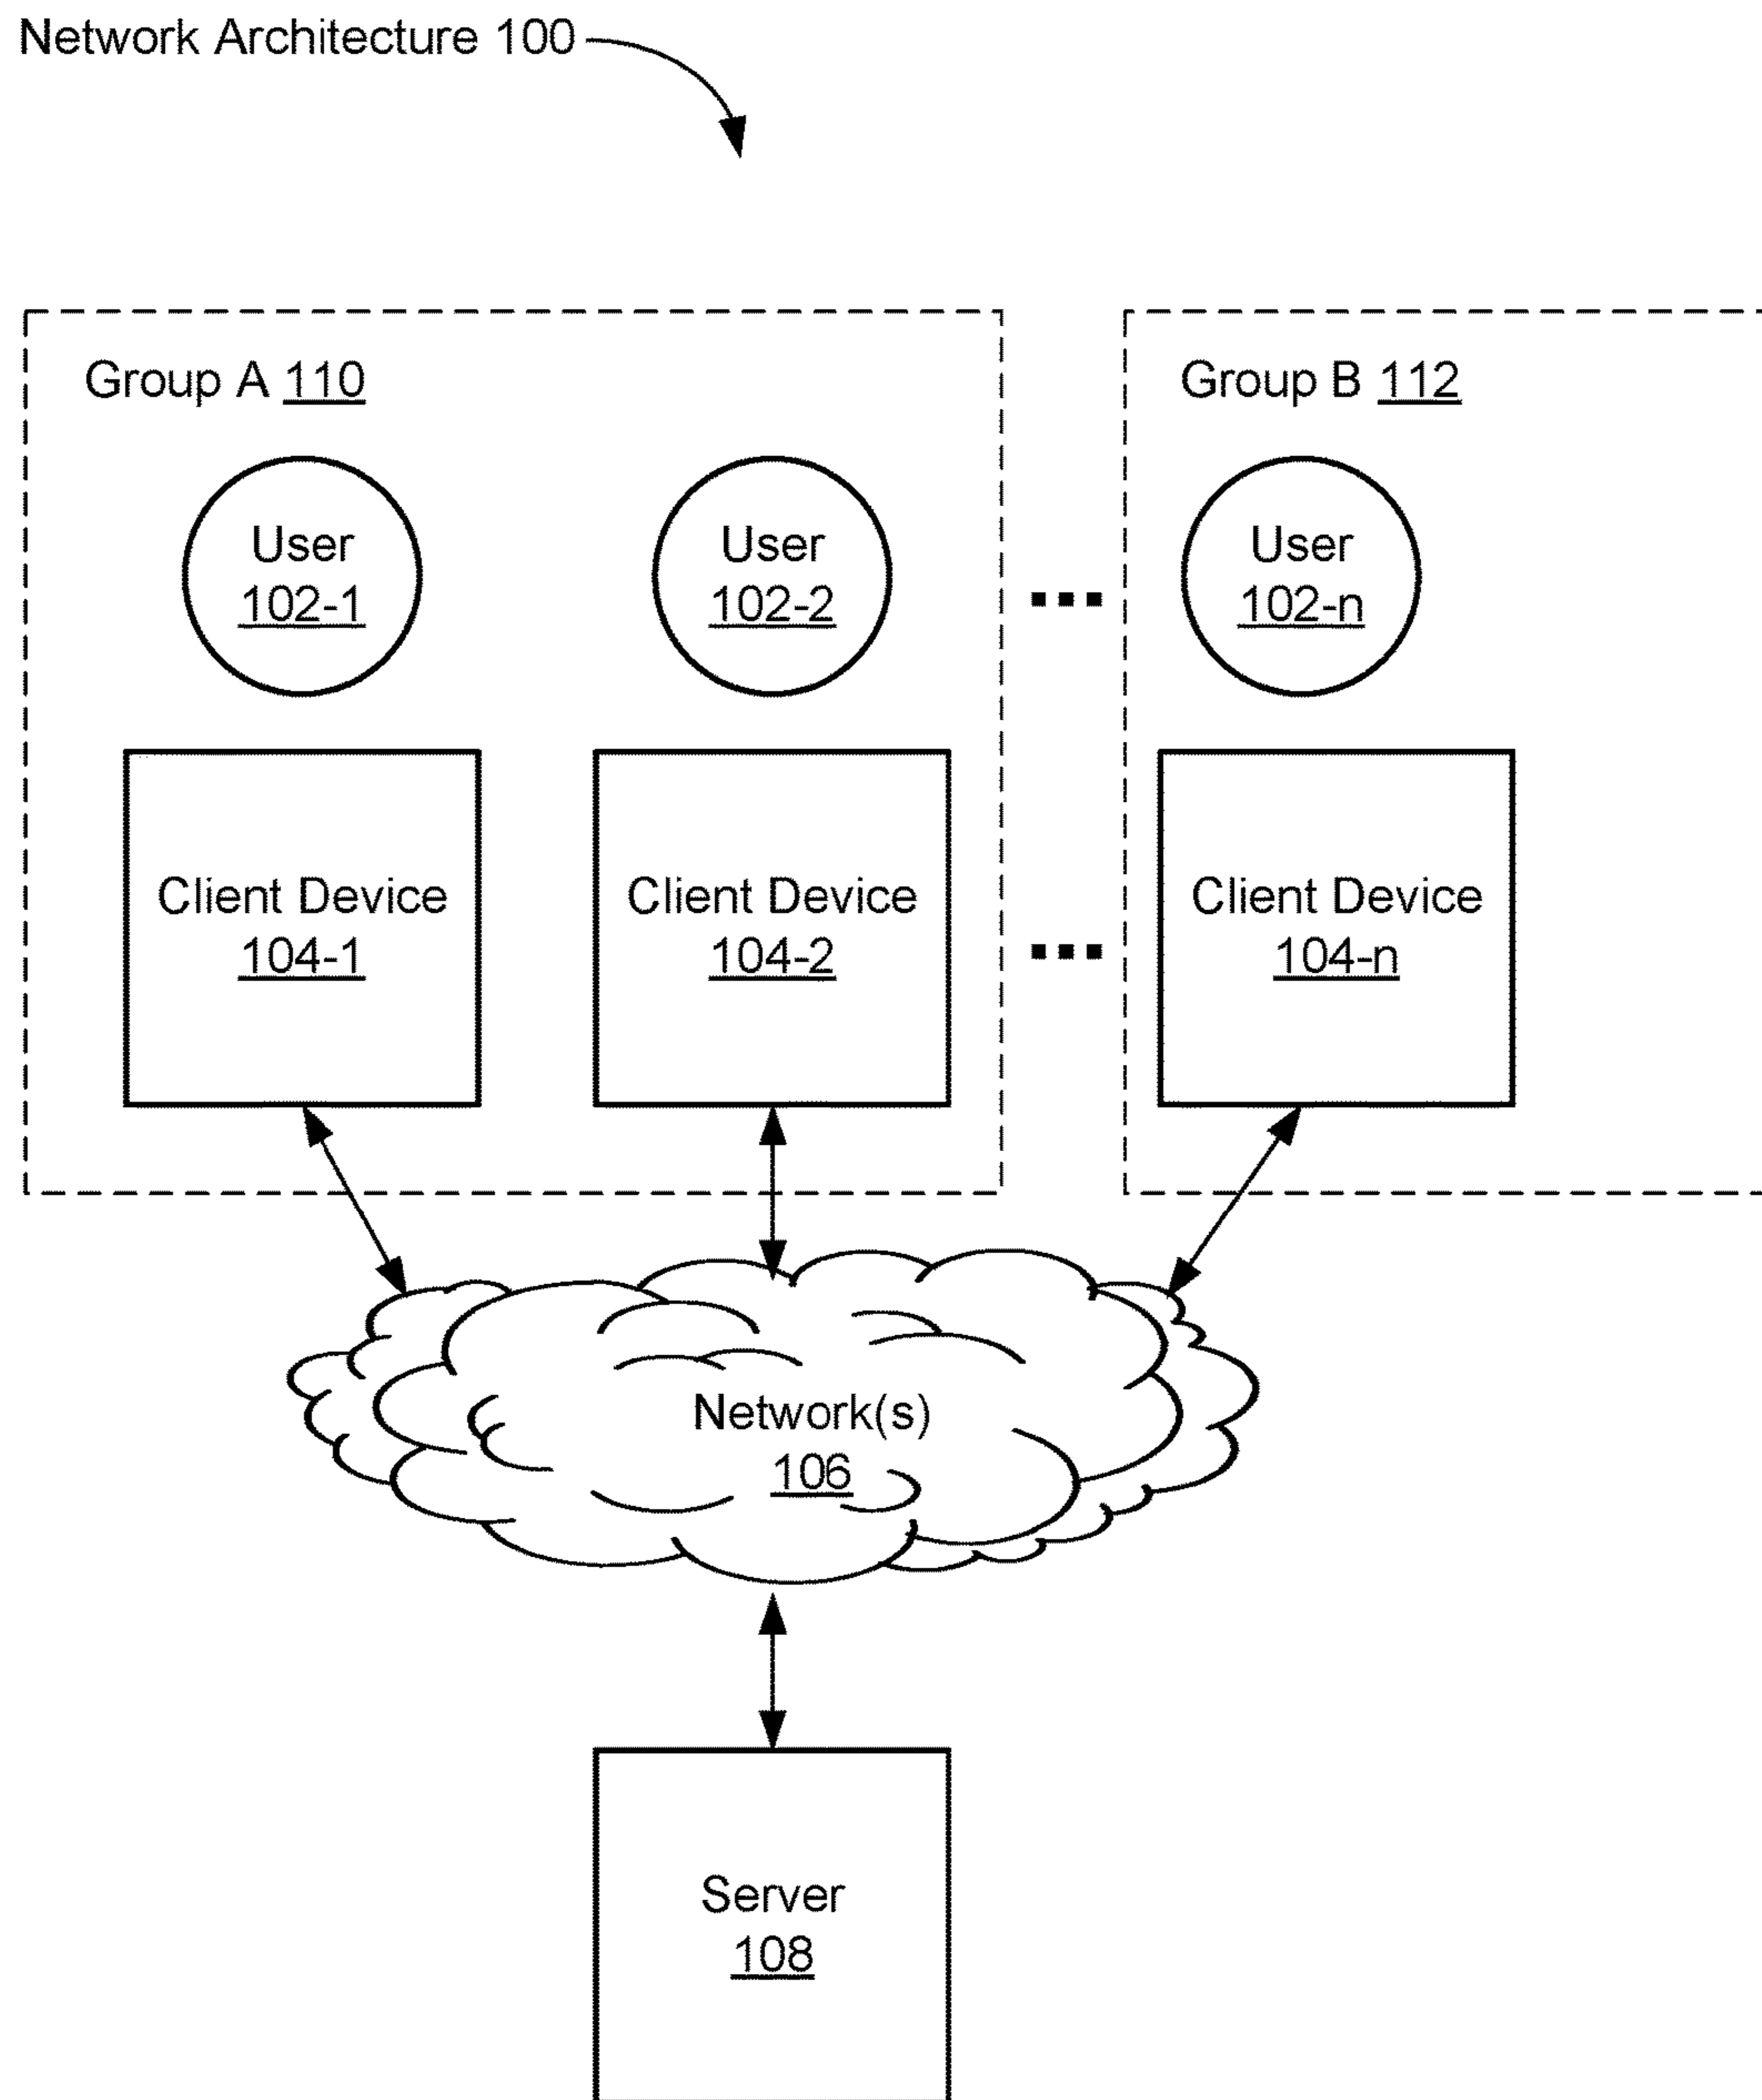 Network Architecture 100
Group A 110
Group B 112
User
102-1
User
102-2
User
102-n
Client Device
104-1
Client Device
104-2
Client Device
104-n
Network(s)
106
Server
108